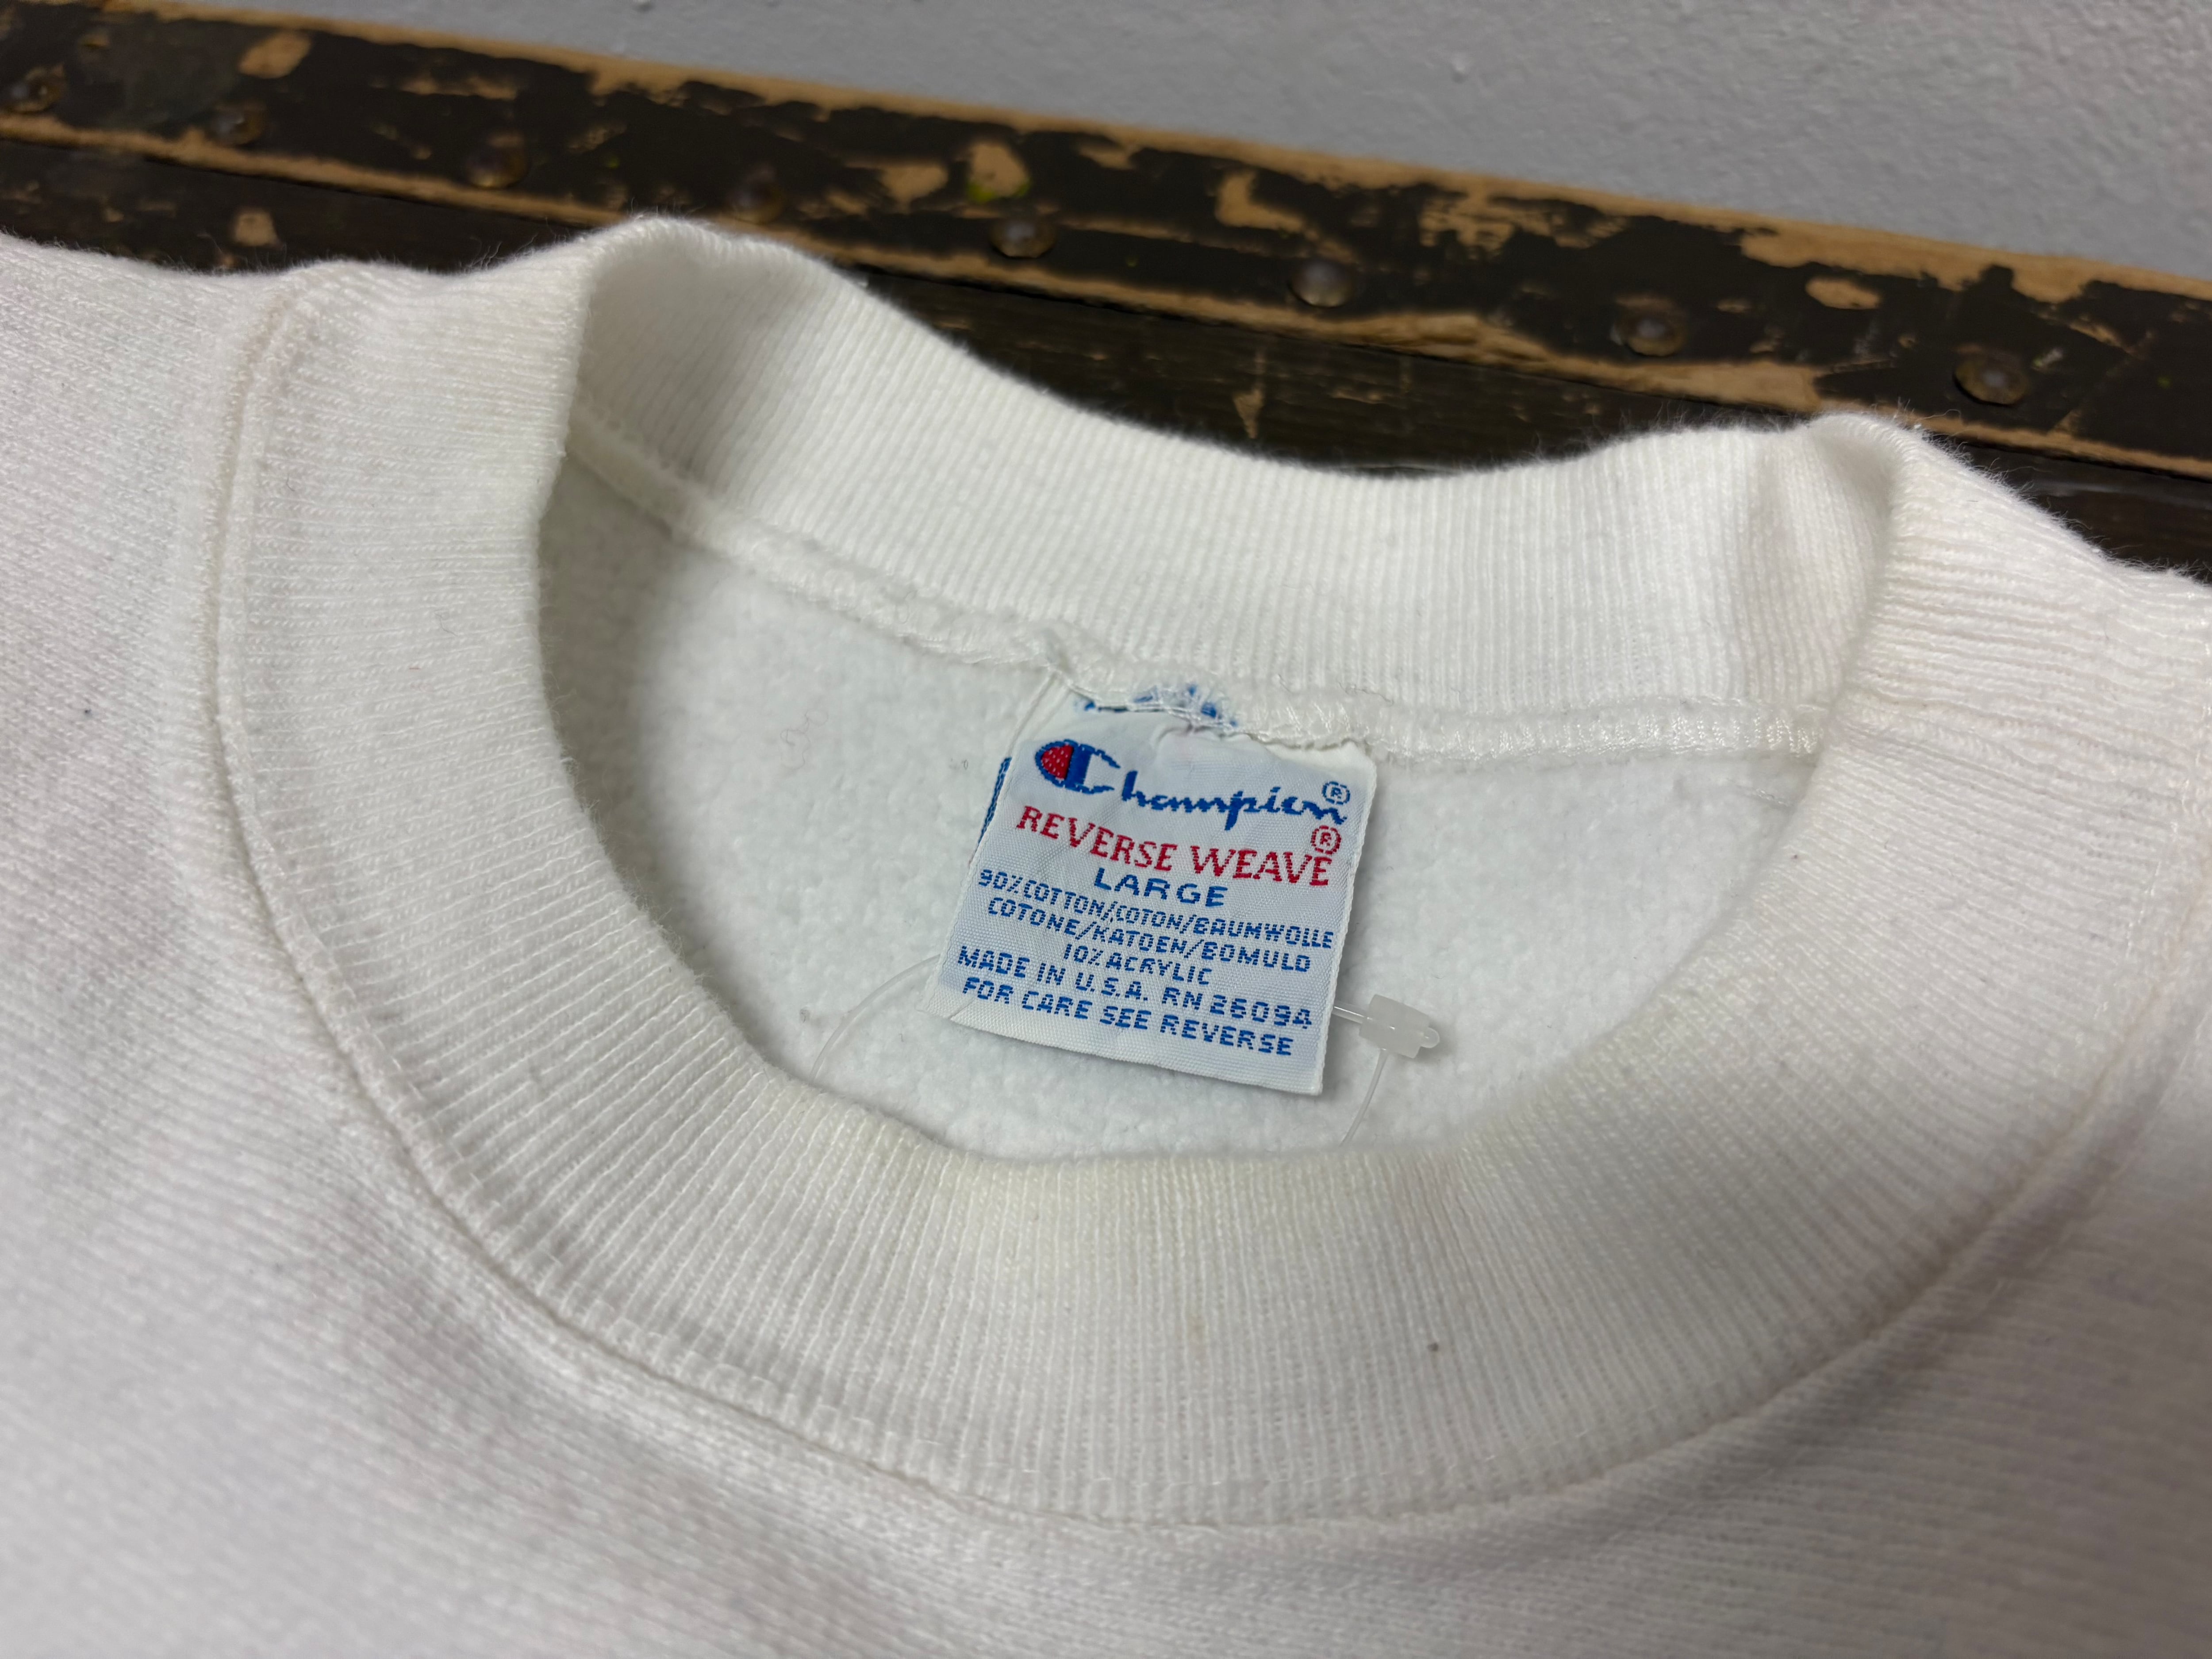 Champion®
REVERSE WEAVE®
LARGE
90% COTTON/COTON/BAUMWOLLE
COTONE/KATOEN/BOMULD
10% ACRYLIC
MADE IN U.S.A. RN 26094
FOR CARE SEE REVERSE